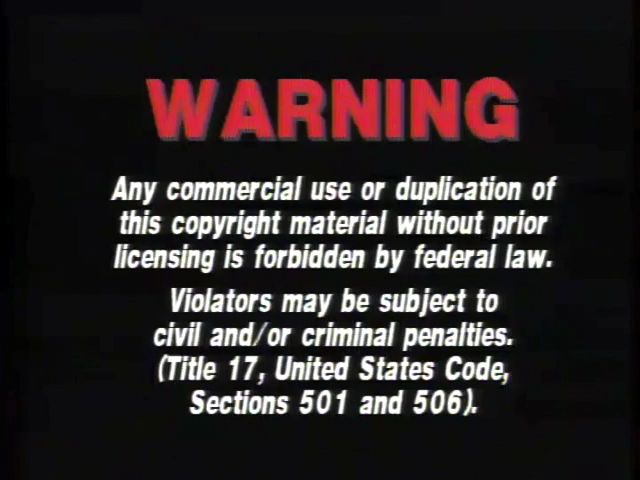 WARNING
Any commercial use or duplication of
this copyright material without prior
licensing is forbidden by federal law.
Violators may be subject to
civil and/or criminal penalties.
(Title 17, United States Code,
Sections 501 and 506).